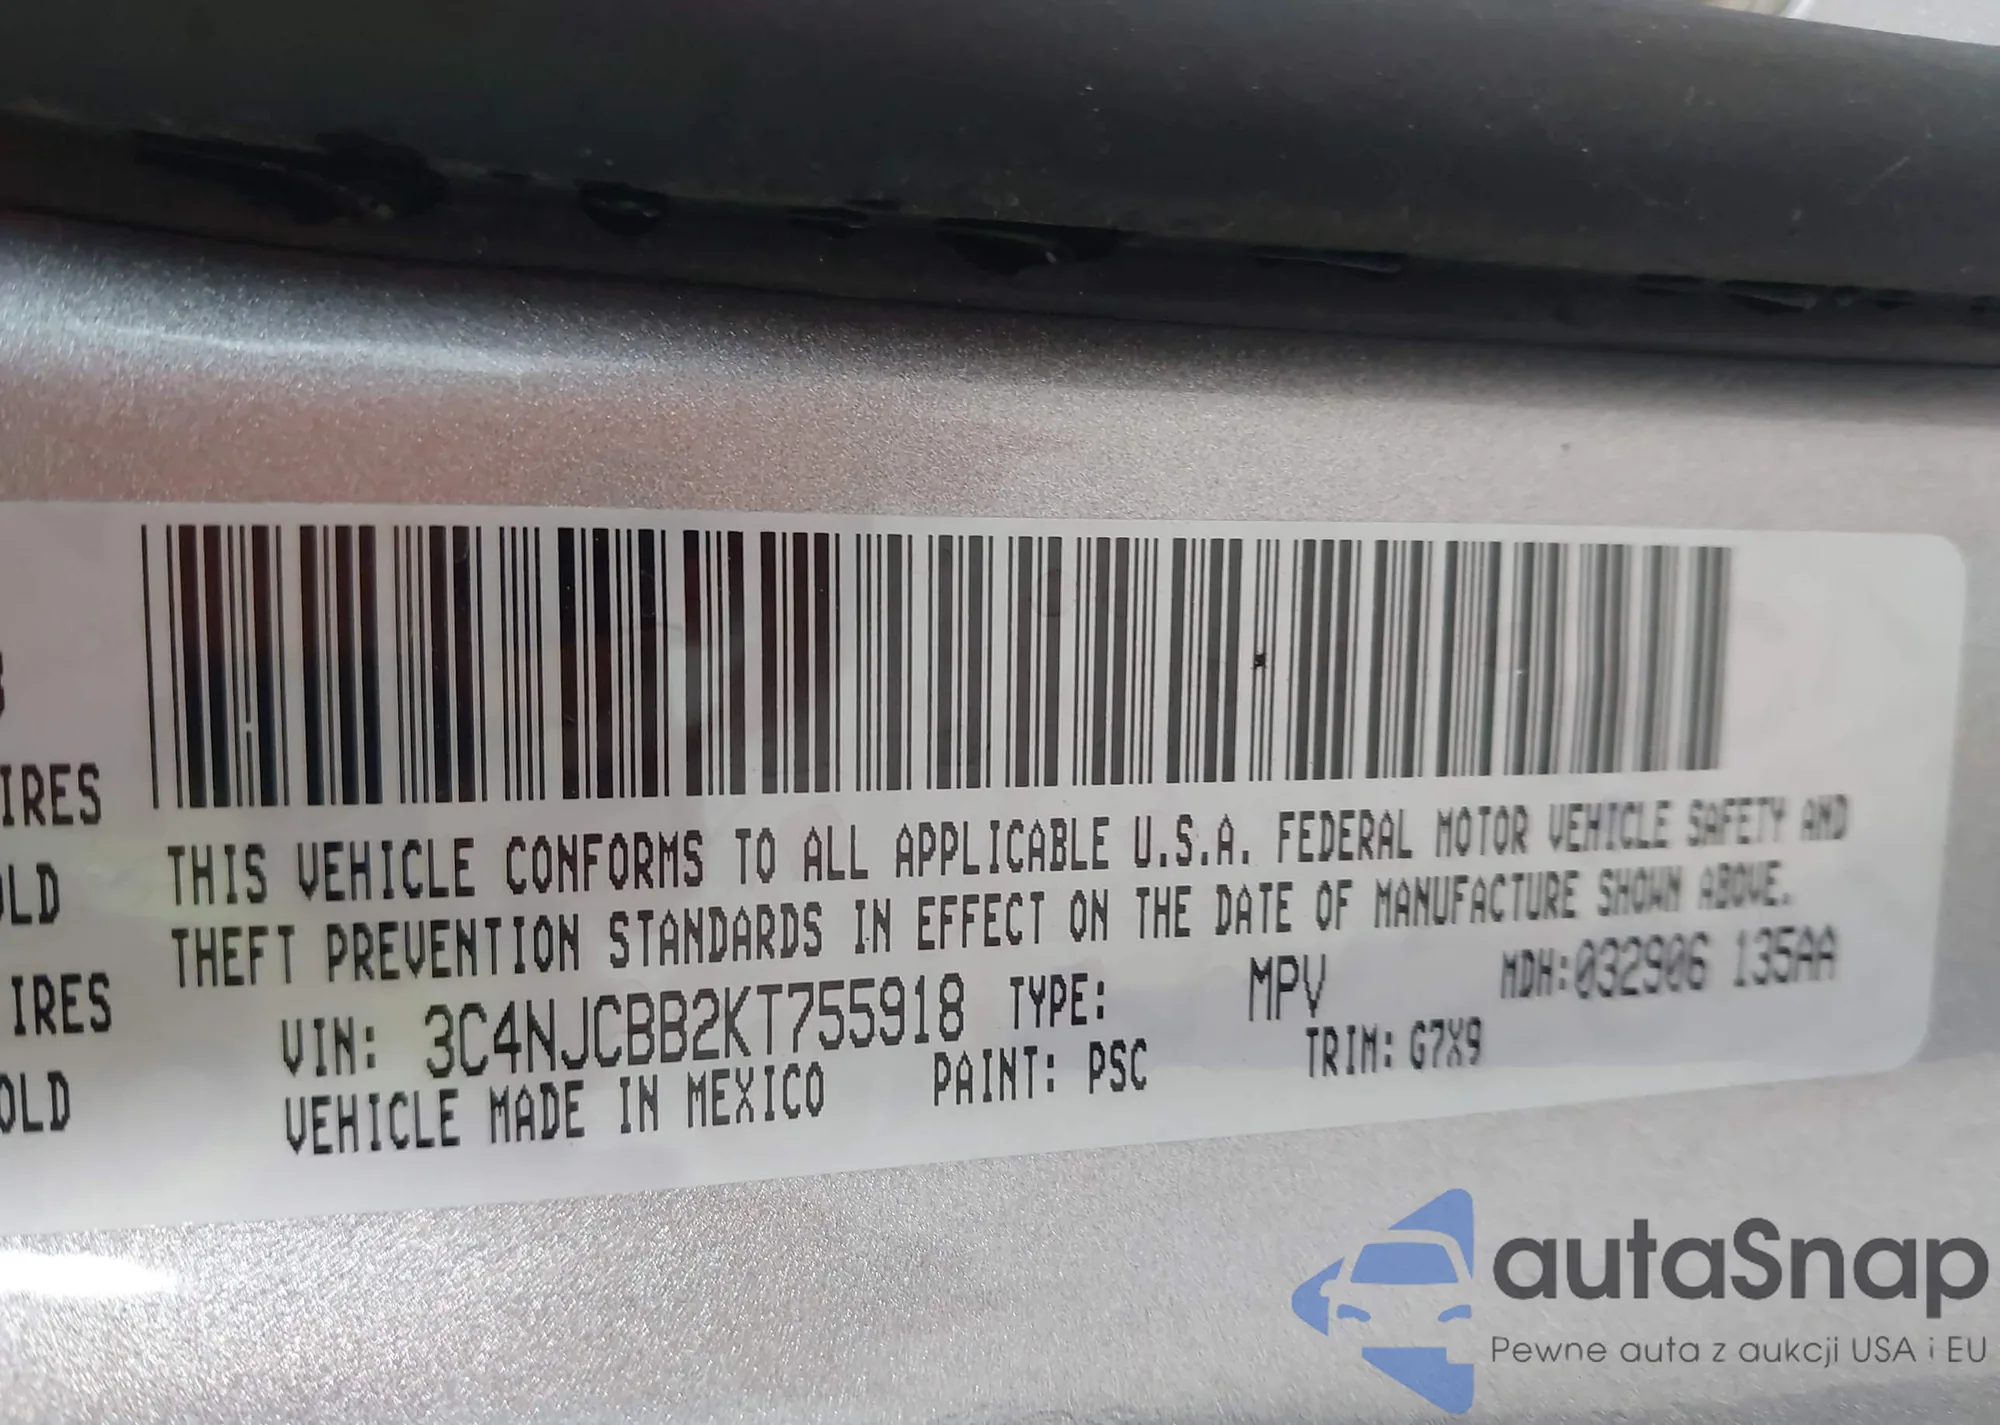 IRES
OLD
IRES
OLD
THIS VEHICLE CONFORMS TO ALL APPLICABLE U.S.A. FEDERAL MOTOR VEHICLE SAFETY AND
THEFT PREVENTION STANDARDS IN EFFECT ON THE DATE OF MANUFACTURE SHOWN ABOVE.
VIN: 3C4NJCBB2KT755918 TYPE: MPV MDH:032906 135AA
VEHICLE MADE IN MEXICO PAINT: PSC TRIM: G7X9
autaSnap
Pewne auta z aukcji USA i EU